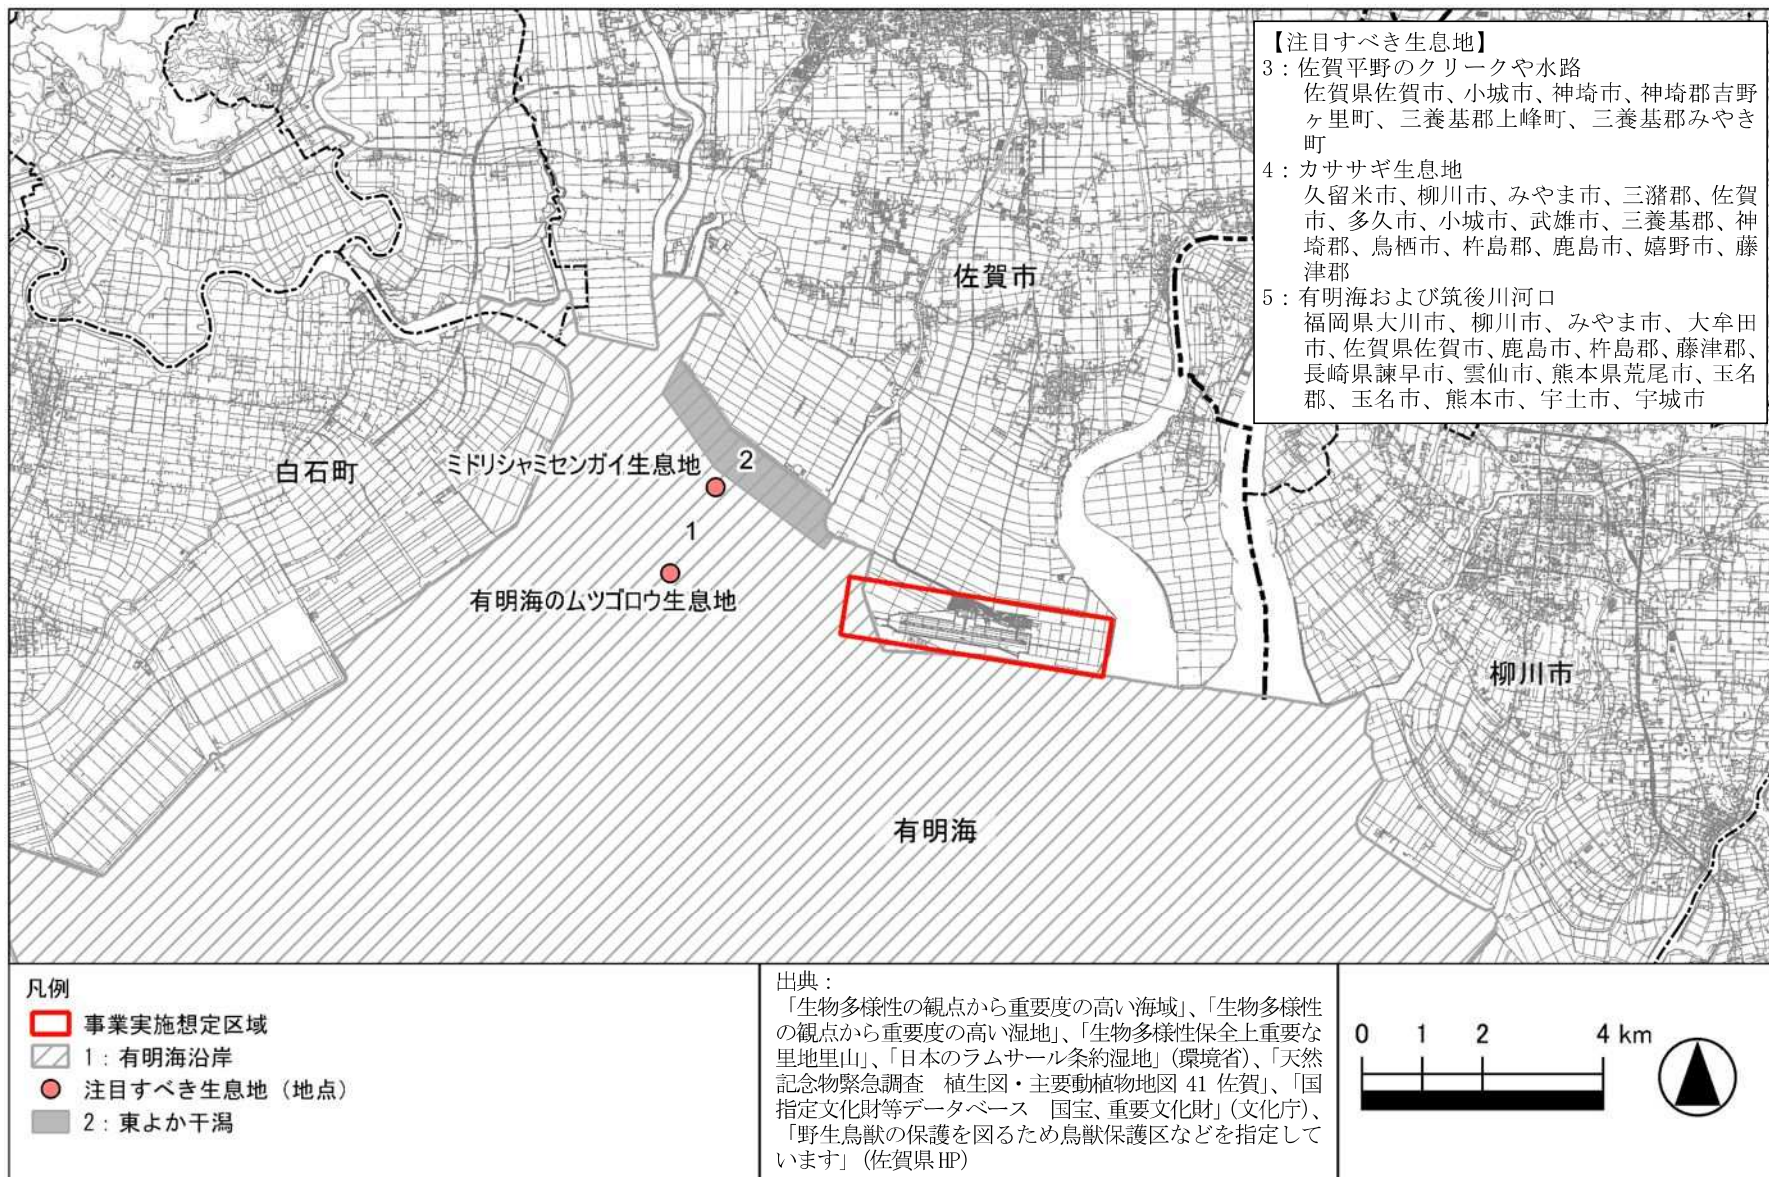 【注目すべき生息地】
3：佐賀平野のクリークや水路
佐賀県佐賀市、小城市、神埼市、神埼郡吉野
ヶ里町、三養基郡上峰町、三養基郡みやき
町
4：カササギ生息地
久留米市、柳川市、みやま市、三潴郡、佐賀
市、多久市、小城市、武雄市、三養基郡、神
埼郡、鳥栖市、杵島郡、鹿島市、嬉野市、藤
津郡
5：有明海および筑後川河口
福岡県大川市、柳川市、みやま市、大牟田
市、佐賀県佐賀市、鹿島市、杵島郡、藤津郡、
長崎県諫早市、雲仙市、熊本県荒尾市、玉名
郡、玉名市、熊本市、宇土市、宇城市
佐賀市
白石町
ミドリシャミセンガイ生息地
2
1
有明海のムツゴロウ生息地
柳川市
有明海
凡例
事業実施想定区域
1：有明海沿岸
注目すべき生息地（地点）
2：東よか干潟
出典：
「生物多様性の観点から重要度の高い海域」、「生物多様性
の観点から重要度の高い湿地」、「生物多様性保全上重要な
里地里山」、「日本のラムサール条約湿地」（環境省）、「天然
記念物緊急調査　植生図・主要動植物地図 41 佐賀」、「国
指定文化財等データベース　国宝、重要文化財」（文化庁）、
「野生鳥獣の保護を図るため鳥獣保護区などを指定して
います」（佐賀県 HP）
0 1 2 4 km